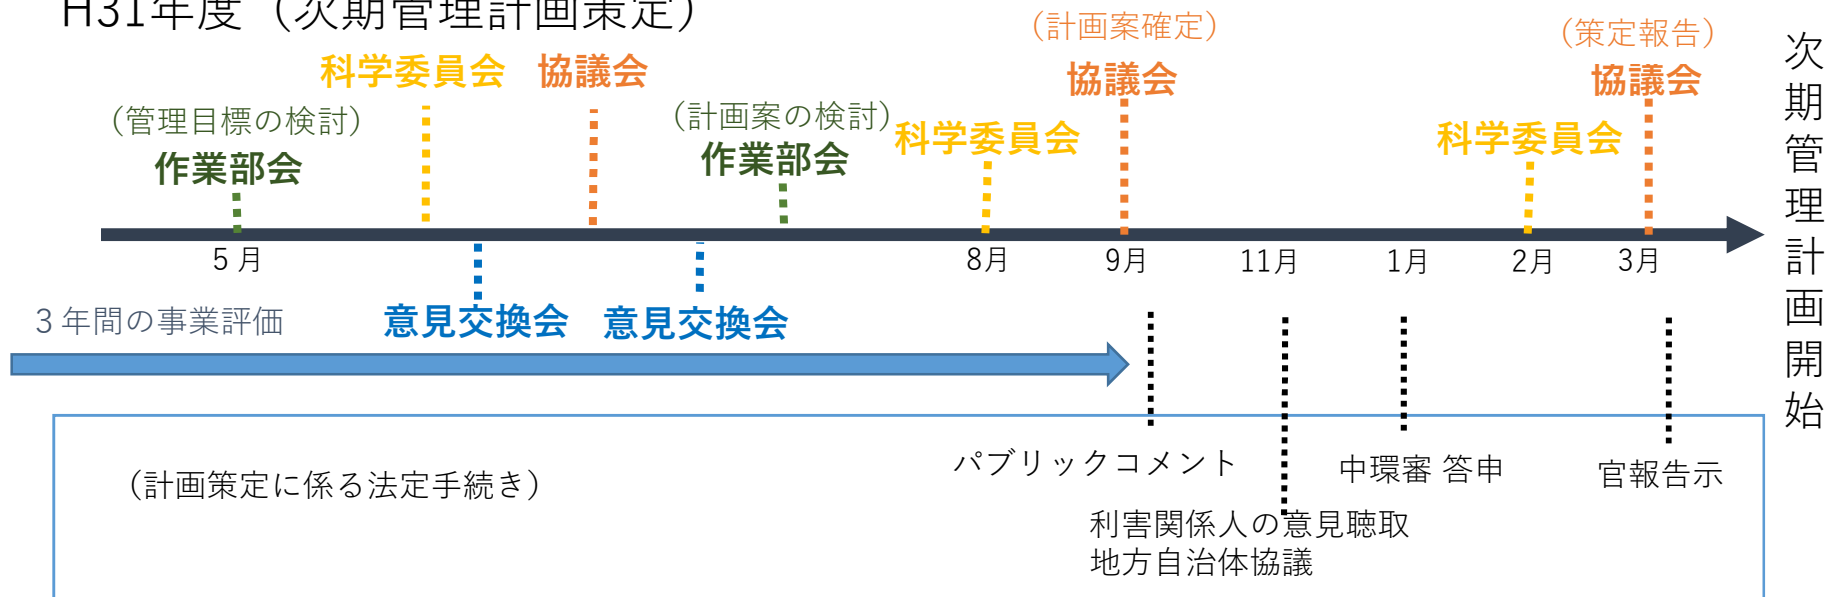 H31年度（次期管理計画策定）
（計画案確定）
（策定報告）
科学委員会
協議会
協議会
協議会
（管理目標の検討）
作業部会
（計画案の検討）
作業部会
科学委員会
科学委員会
5月
8月
9月
11月
1月
2月
3月
次期管理計画開始
3年間の事業評価
意見交換会
意見交換会
（計画策定に係る法定手続き）
パブリックコメント
中環審 答申
官報告示
利害関係人の意見聴取
地方自治体協議